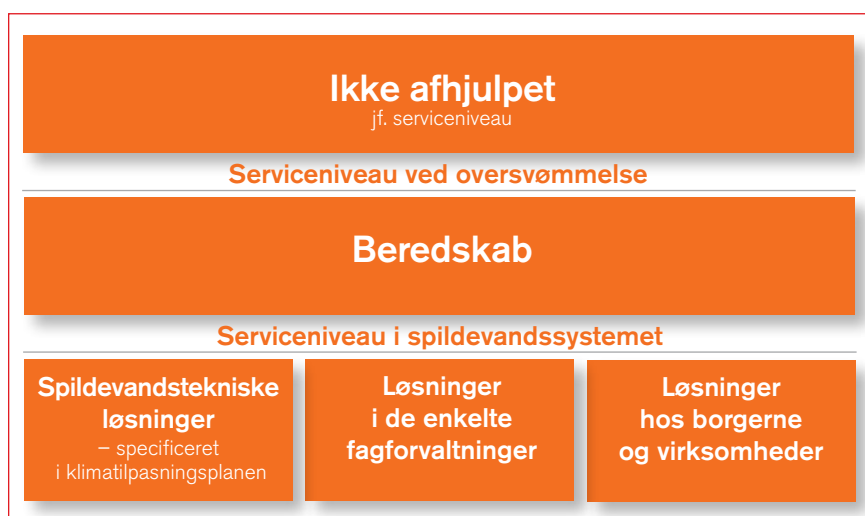 Ikke afhjulpet
jf. serviceniveau
Serviceniveau ved oversvømmelse
Beredskab
Serviceniveau i spildevandssystemet
Spildevandstekniske
løsninger
– specificeret
i klimatilpasningsplanen
Løsninger
i de enkelte
fagforvaltninger
Løsninger
hos borgerne
og virksomheder